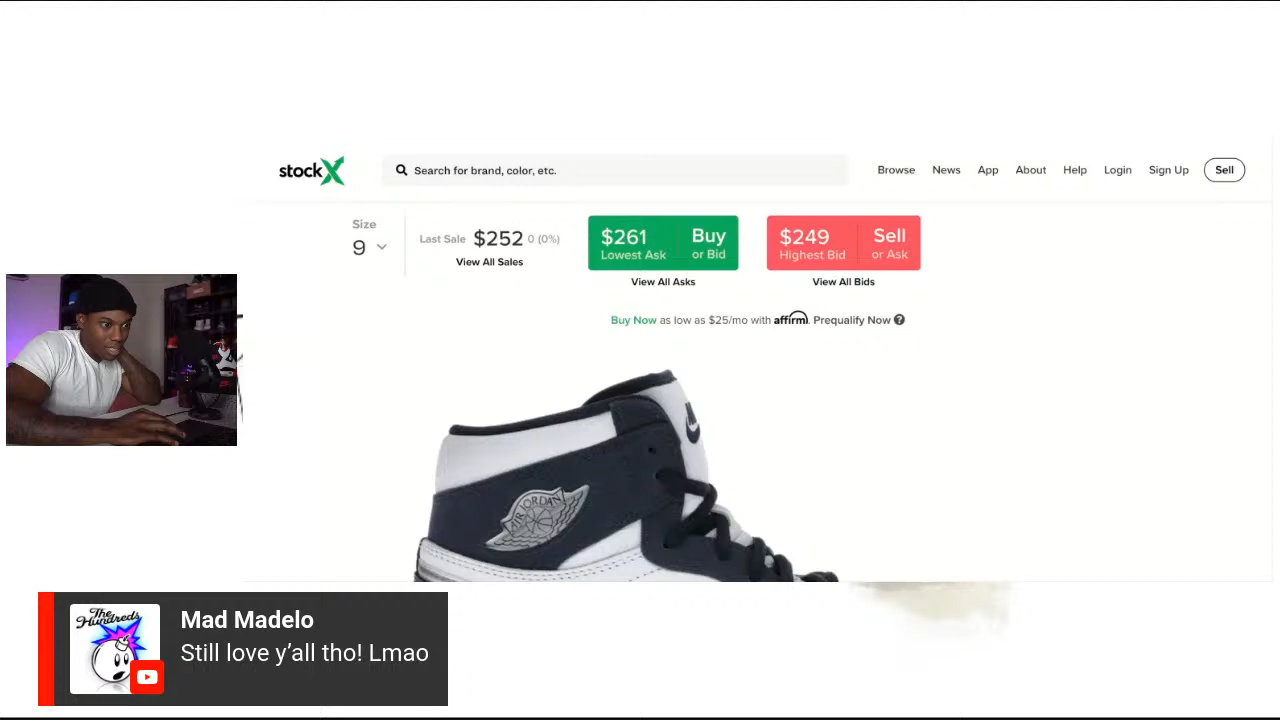 stockX
Search for brand, color, etc.
Browse News App About Help Login Sign Up Sell
Size
9
Last Sale $252 0 (0%)
View All Sales
$261 Buy
Lowest Ask or Bid
View All Asks
$249 Sell
Highest Bid or Ask
View All Bids
Buy Now as low as $25/mo with affirm. Prequalify Now
AIR JORDAN
The Hundreds
Mad Madelo
Still love y’all tho! Lmao